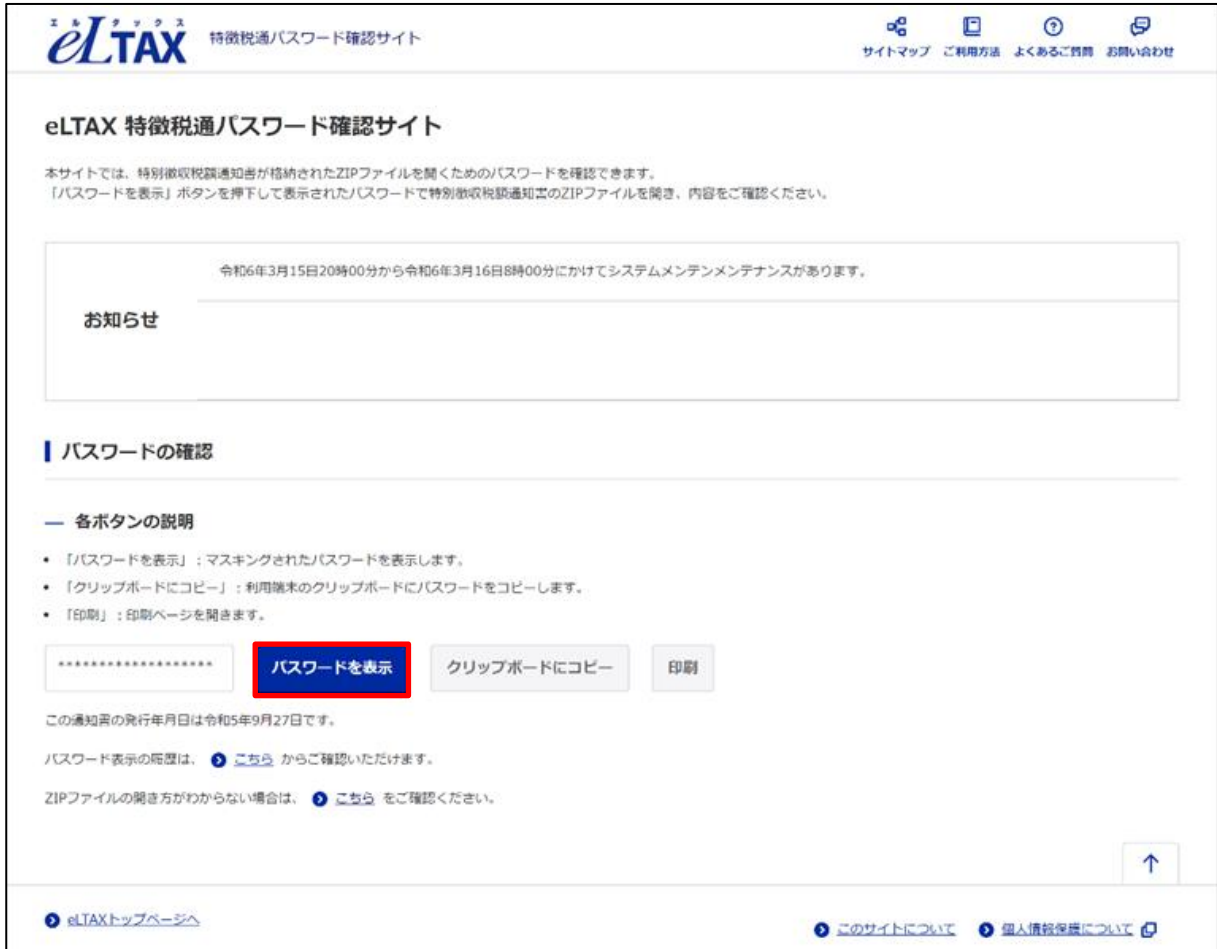 エルタックス
eLTAX 特徴税通パスワード確認サイト
サイトマップ ご利用方法 よくあるご質問 お問い合わせ
eLTAX 特徴税通パスワード確認サイト
本サイトでは、特別徴収税額通知書が格納されたZIPファイルを開くためのパスワードを確認できます。
「パスワードを表示」ボタンを押下して表示されたパスワードで特別徴収税額通知書のZIPファイルを開き、内容をご確認ください。
お知らせ
令和6年3月15日20時00分から令和6年3月16日8時00分にかけてシステムメンテンメンテナンスがあります。
パスワードの確認
各ボタンの説明
• 「パスワードを表示」：マスキングされたパスワードを表示します。
• 「クリップボードにコピー」：利用端末のクリップボードにパスワードをコピーします。
• 「印刷」：印刷ページを開きます。
******************* パスワードを表示 クリップボードにコピー 印刷
この通知書の発行年月日は令和5年9月27日です。
パスワード表示の履歴は、 こちら からご確認いただけます。
ZIPファイルの開き方がわからない場合は、 こちら をご確認ください。
↑
eLTAXトップページへ
このサイトについて 個人情報保護について